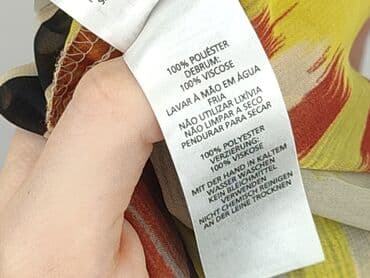 100% POLIÉSTER
DEBRUM:
100% VISCOSE
LAVAR À MÃO EM ÁGUA
FRIA
NÃO UTILIZAR LIXÍVIA
NÃO LIMPAR A SECO
PENDURAR PARA SECAR
100% POLYESTER
VERZIERUNG:
100% VISKOSE
MIT DER HAND IN KALTEM
WASSER WASCHEN
KEIN BLEICHMITTEL
VERWENDEN
NICHT CHEMISCH REINIGEN
AN DER LEINE TROCKNEN